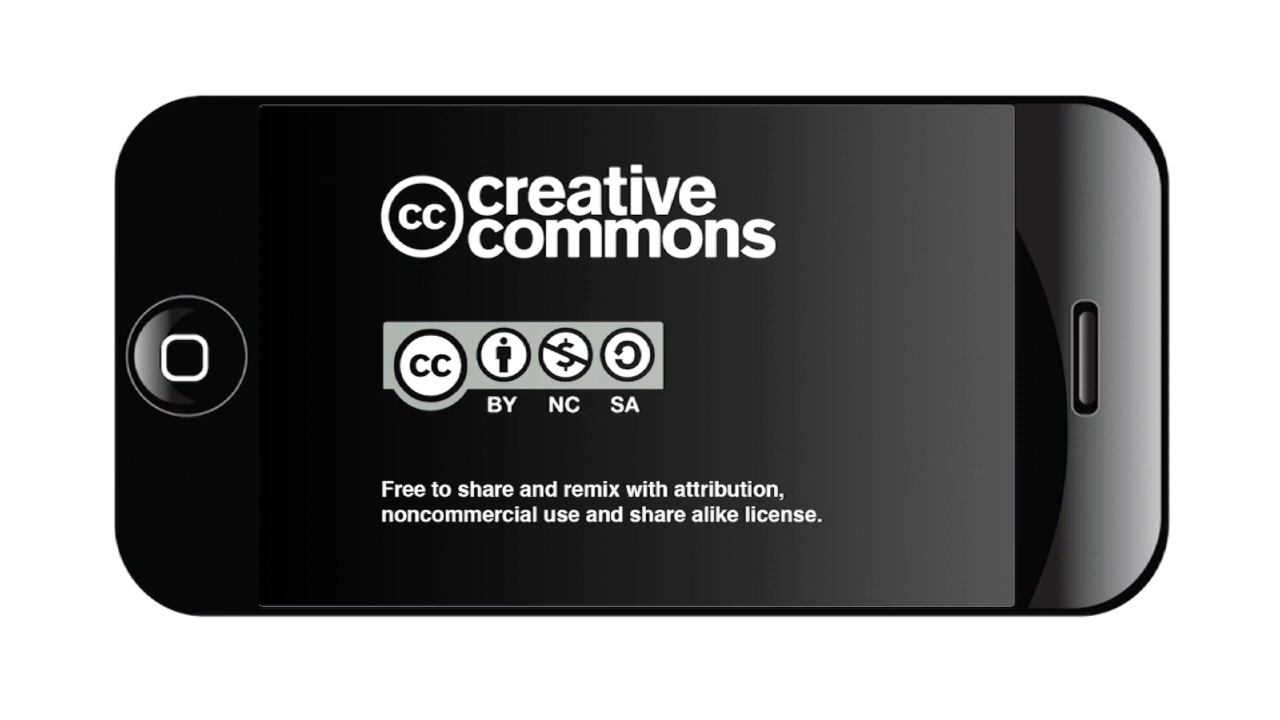 cc creative
commons
cc
BY NC SA
Free to share and remix with attribution,
noncommercial use and share alike license.